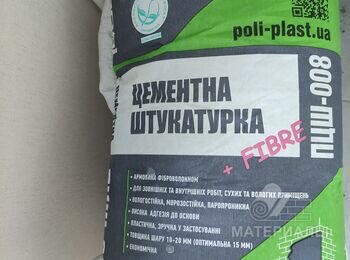 poli-plast.ua
ЦЕМЕНТНА
ШТУКАТУРКА
+ FIBRE
ПЦШ-008
АРМОВАНА ФІБРОВОЛОКНОМ
ДЛЯ ЗОВНІШНІХ ТА ВНУТРІШНІХ РОБІТ, СУХИХ ТА ВОЛОГИХ ПРИМІЩЕНЬ
ВОЛОГОСТІЙКА, МОРОЗОСТІЙКА, ПАРОПРОНИКНА
ВИСОКА АДГЕЗІЯ ДО ОСНОВИ
ПЛАСТИЧНА, ЗРУЧНА У ЗАСТОСУВАННІ
ТОВЩИНА ШАРУ 10-20 ММ (ОПТИМАЛЬНА 15 ММ)
ЕКОНОМІЧНА